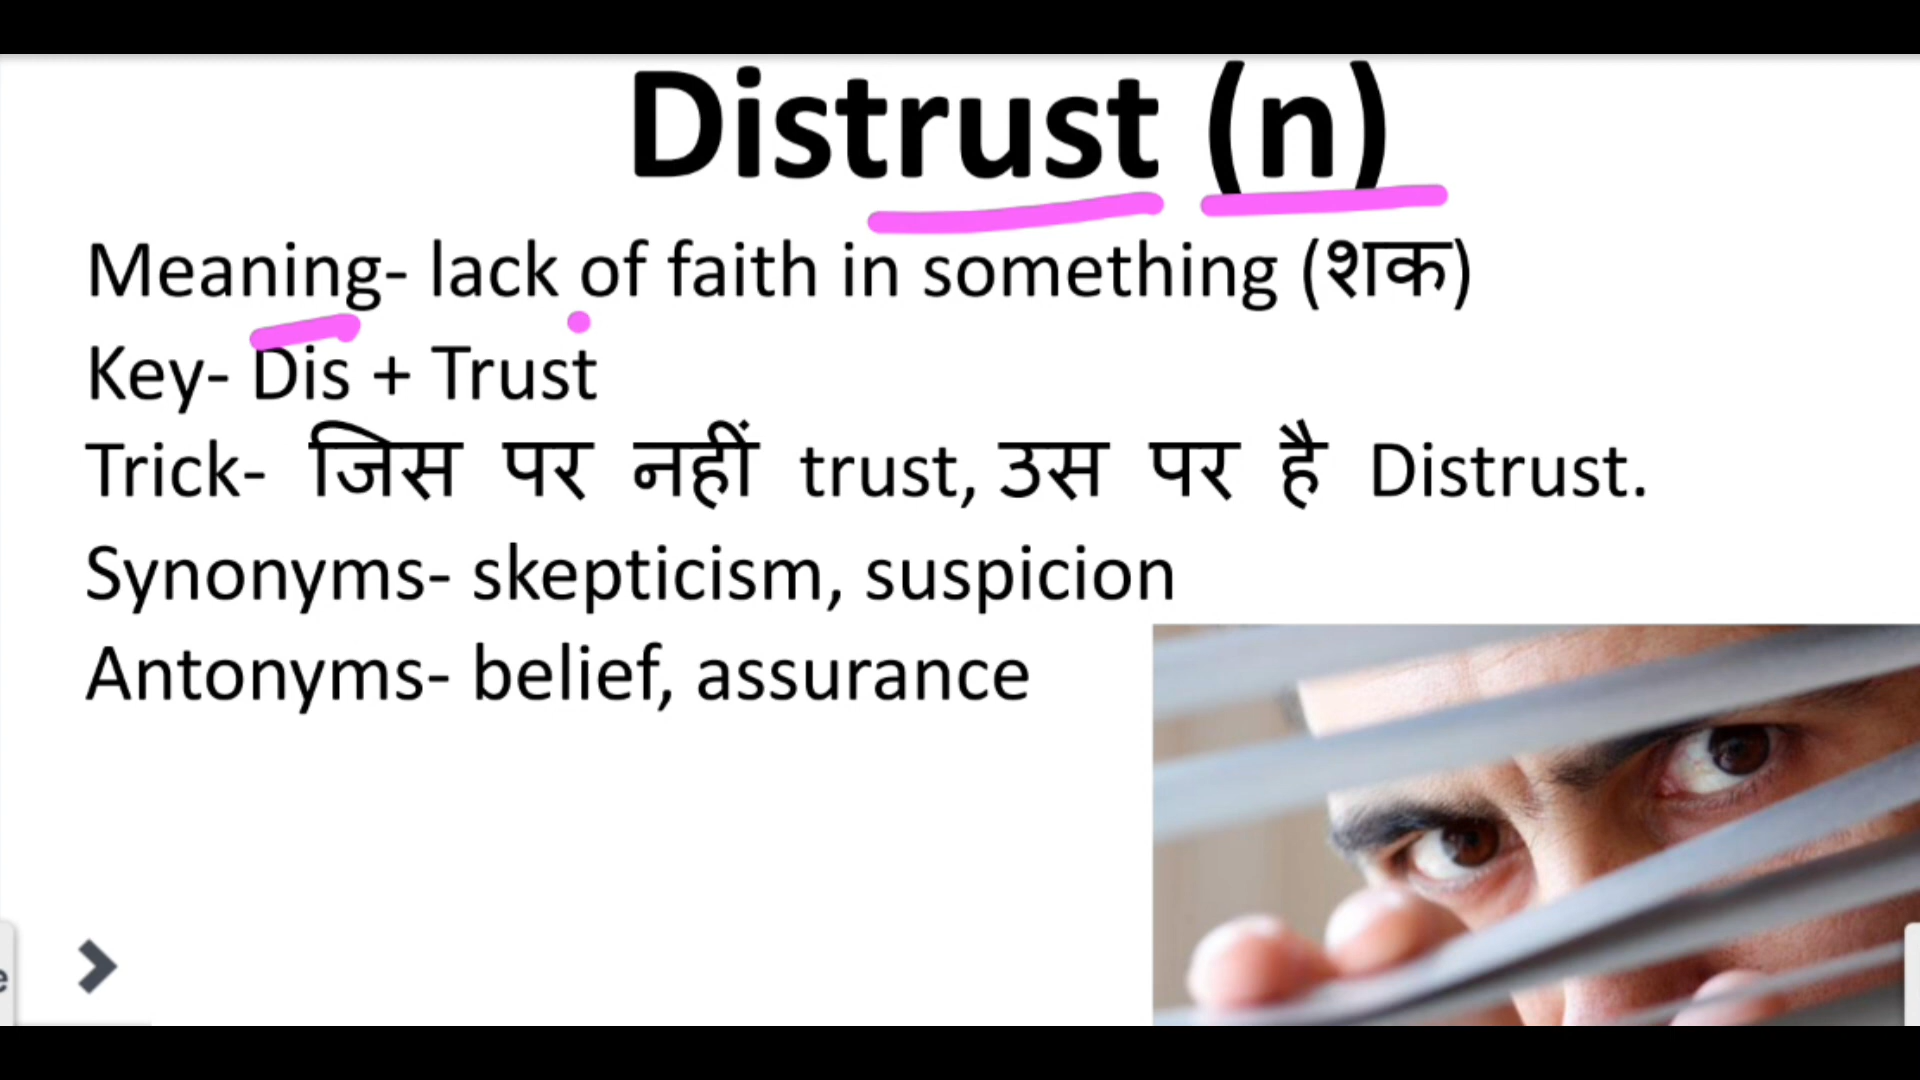 Distrust (n)
Meaning- lack of faith in something (शक)
Key- Dis + Trust
Trick- जिस पर नहीं trust, उस पर है Distrust.
Synonyms- skepticism, suspicion
Antonyms- belief, assurance